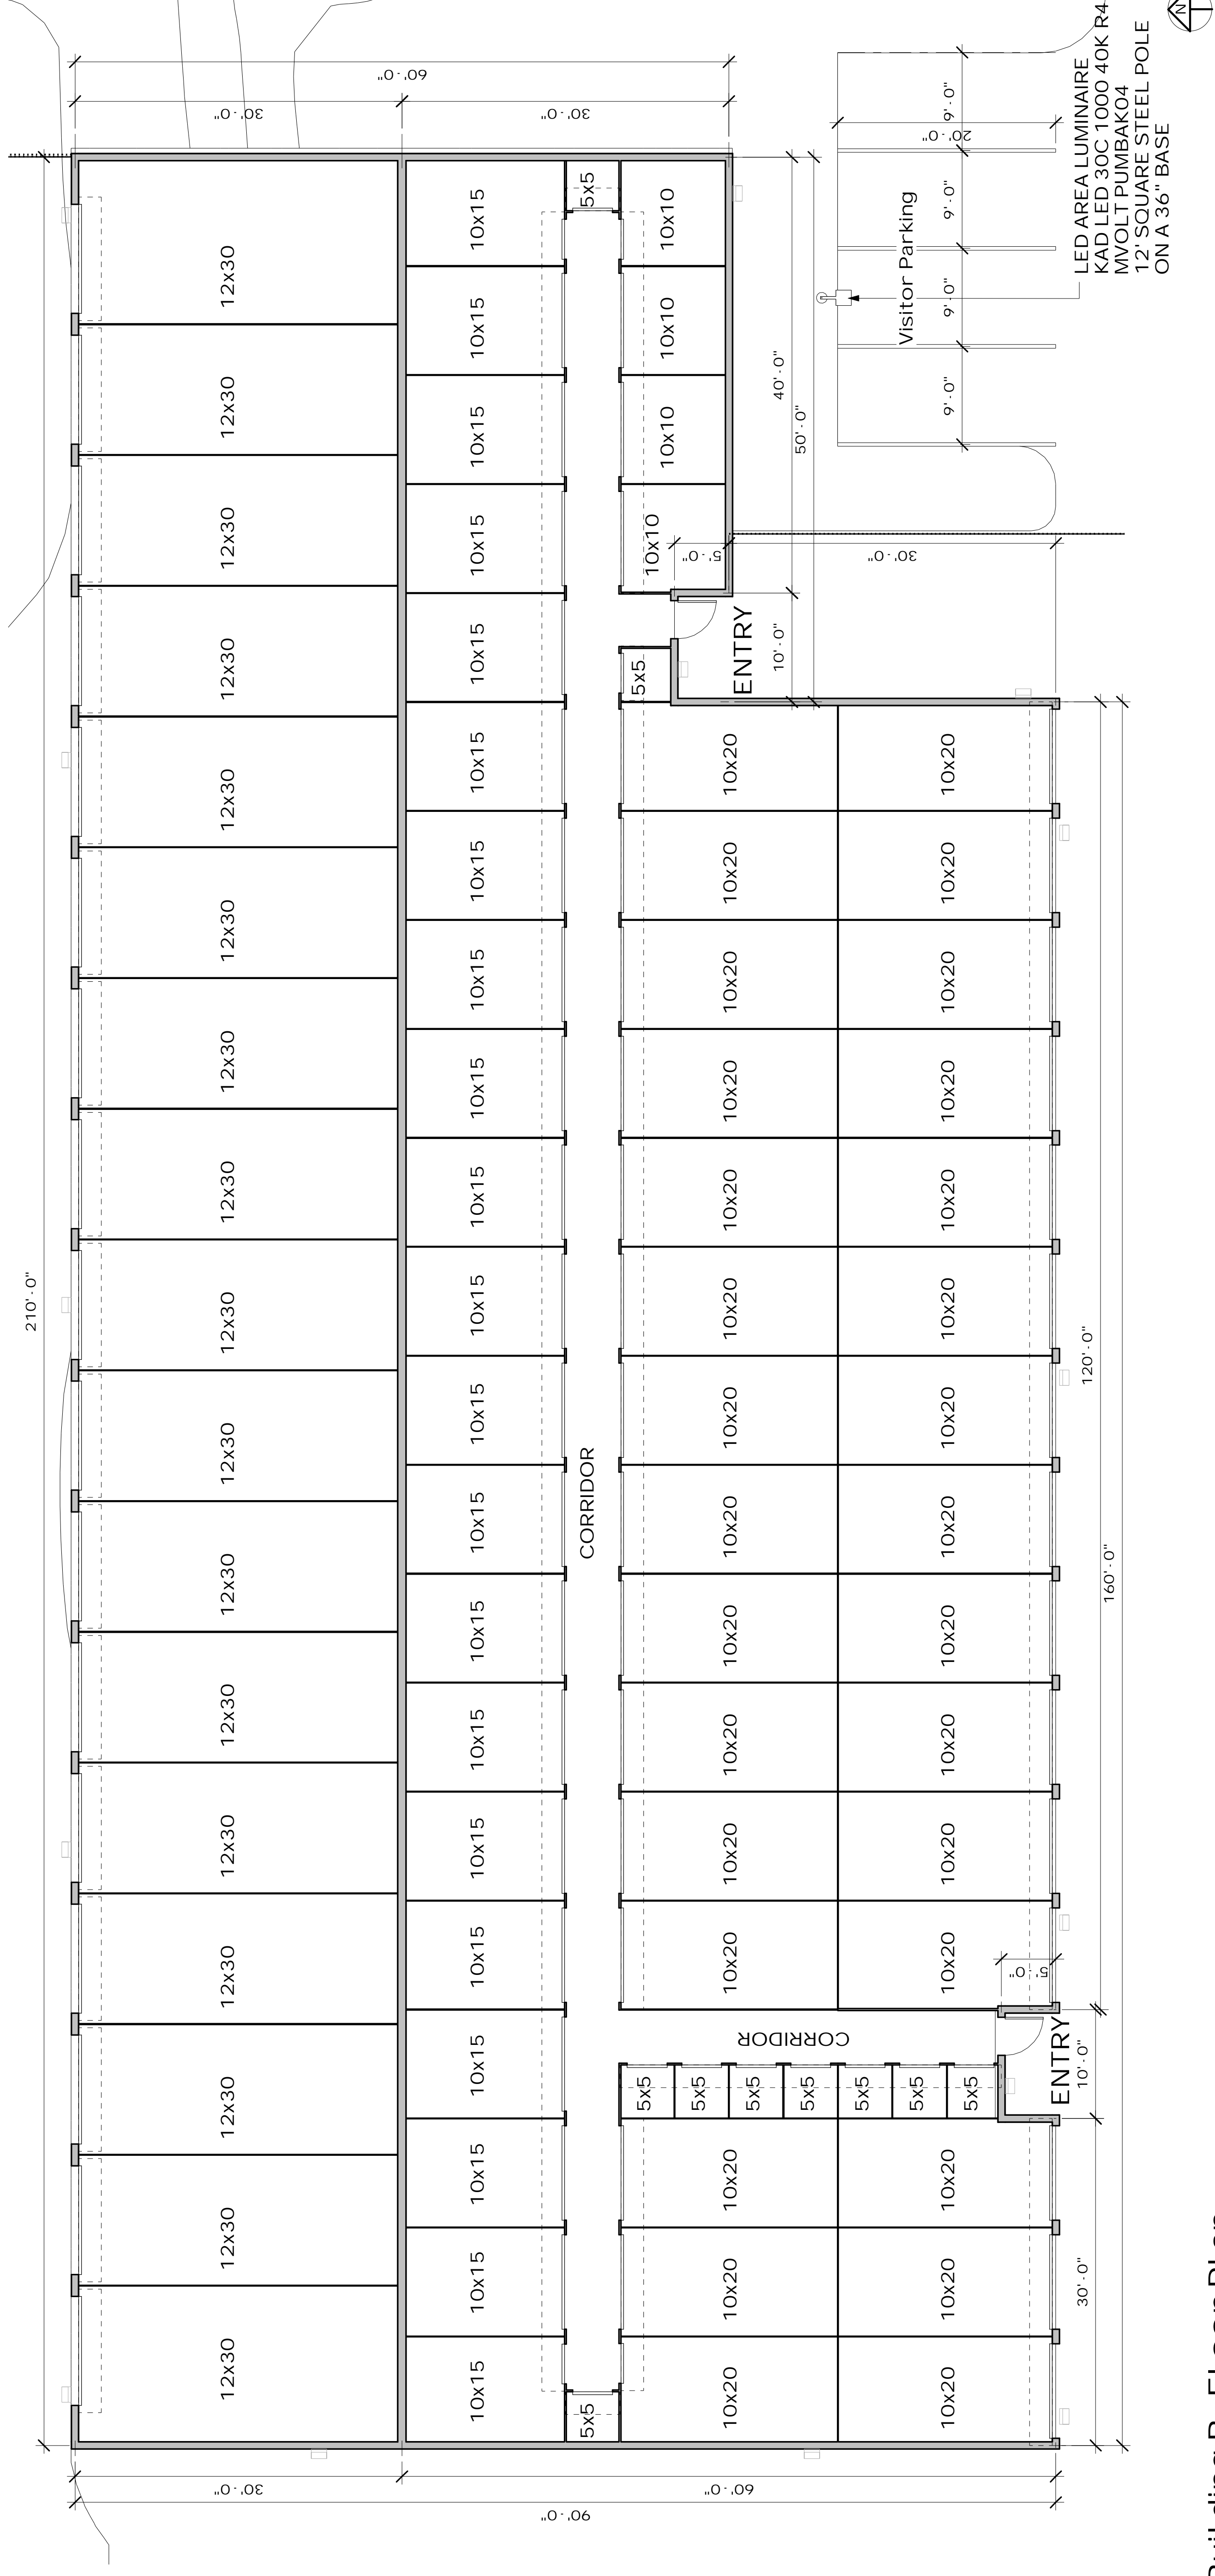 210'-0"
30'-0" 12x30 12x30 12x30 12x30 12x30 12x30 12x30 12x30 12x30 12x30 12x30 12x30 12x30 12x30 12x30 12x30 12x30 30'-0"
90'-0" 60'-0"
10x15 10x15 10x15 10x15 10x15 10x15 10x15 10x15 10x15 10x15 10x15 10x15 10x15 10x15 10x15 10x15 10x15 10x15 10x15 10x15 10x15
30'-0"
5x5 CORRIDOR 5x5
5x5 5x5 10x10 10x10 10x10 10x10
5x5
5'-0"
60'-0" 10x20 10x20 10x20 5x5 10x20 10x20 10x20 10x20 10x20 10x20 10x20 10x20 10x20 10x20 10x20 10x20 ENTRY
5x5 CORRIDOR 10'-0" 40'-0"
50'-0"
5x5
5x5 30'-0" Visitor Parking
10x20 10x20 10x20 5x5 10x20 10x20 10x20 10x20 10x20 10x20 10x20 10x20 10x20 10x20 10x20 10x20 9'-0" 9'-0" 9'-0" 9'-0"
20'-0"
5'-0"
ENTRY
30'-0" 10'-0" 120'-0"
160'-0"
LED AREA LUMINAIRE
KAD LED 30C 1000 40K R4
MVOLT PUMBAK04
12' SQUARE STEEL POLE
ON A 36" BASE
N